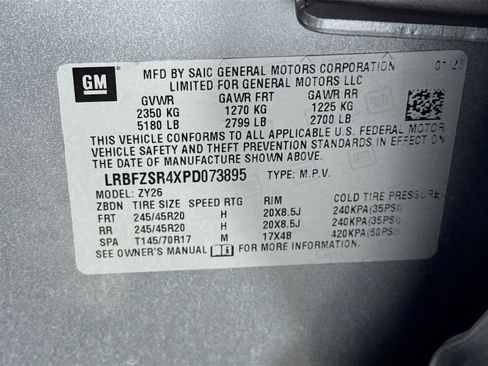 GM
MFD BY SAIC GENERAL MOTORS CORPORATION 01/23
LIMITED FOR GENERAL MOTORS LLC
GVWR GAWR FRT GAWR RR
2350 KG 1270 KG 1225 KG
5180 LB 2799 LB 2700 LB
THIS VEHICLE CONFORMS TO ALL APPLICABLE U.S. FEDERAL MOTOR
VEHICLE SAFETY AND THEFT PREVENTION STANDARDS IN EFFECT ON
THE DATE OF MANUFACTURE SHOWN ABOVE.
LRBFZSR4XPD073895 TYPE: M.P.V.
MODEL: ZY26
ZBDN TIRE SIZE SPEED RTG RIM COLD TIRE PRESSURE
FRT 245/45R20 H 20X8.5J 240KPA(35PSI)
RR 245/45R20 H 20X8.5J 240KPA(35PSI)
SPA T145/70R17 M 17X4B 420KPA(60PSI)
SEE OWNER'S MANUAL FOR MORE INFORMATION.